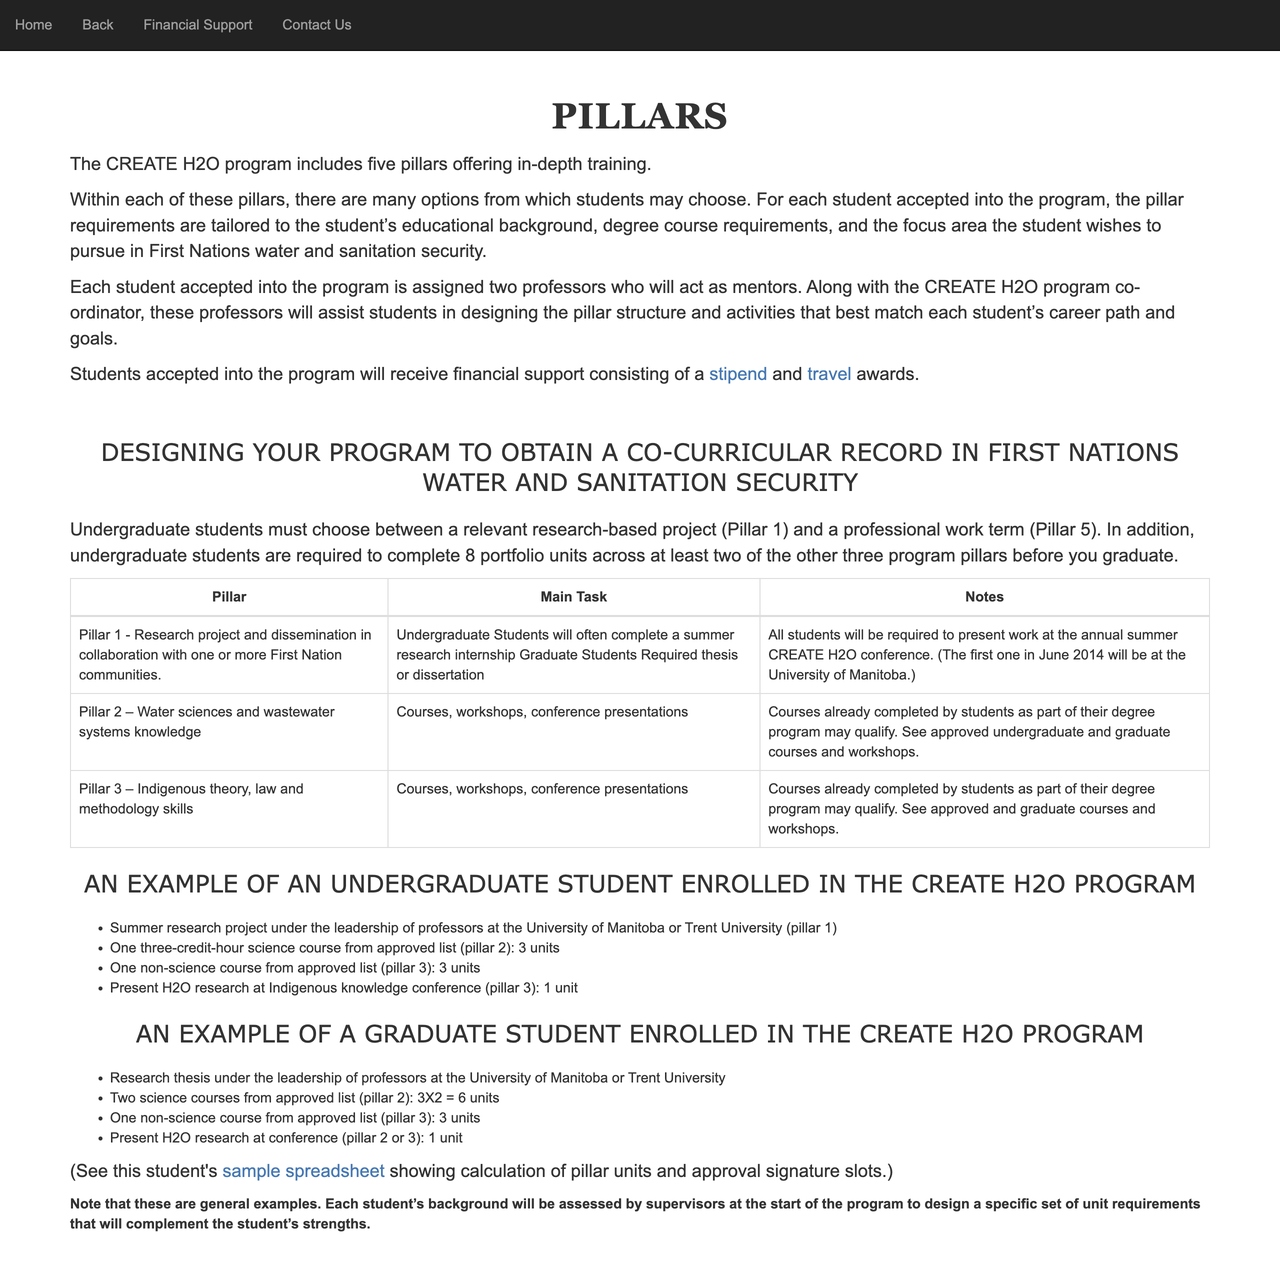 Home Back Financial Support Contact Us
PILLARS
The CREATE H2O program includes five pillars offering in-depth training.
Within each of these pillars, there are many options from which students may choose. For each student accepted into the program, the pillar
requirements are tailored to the student’s educational background, degree course requirements, and the focus area the student wishes to
pursue in First Nations water and sanitation security.
Each student accepted into the program is assigned two professors who will act as mentors. Along with the CREATE H2O program co-
ordinator, these professors will assist students in designing the pillar structure and activities that best match each student’s career path and
goals.
Students accepted into the program will receive financial support consisting of a stipend and travel awards.
DESIGNING YOUR PROGRAM TO OBTAIN A CO-CURRICULAR RECORD IN FIRST NATIONS
WATER AND SANITATION SECURITY
Undergraduate students must choose between a relevant research-based project (Pillar 1) and a professional work term (Pillar 5). In addition,
undergraduate students are required to complete 8 portfolio units across at least two of the other three program pillars before you graduate.
Pillar
Main Task
Notes
Pillar 1 - Research project and dissemination in
collaboration with one or more First Nation
communities.
Undergraduate Students will often complete a summer
research internship Graduate Students Required thesis
or dissertation
All students will be required to present work at the annual summer
CREATE H2O conference. (The first one in June 2014 will be at the
University of Manitoba.)
Pillar 2 – Water sciences and wastewater
systems knowledge
Courses, workshops, conference presentations
Courses already completed by students as part of their degree
program may qualify. See approved undergraduate and graduate
courses and workshops.
Pillar 3 – Indigenous theory, law and
methodology skills
Courses, workshops, conference presentations
Courses already completed by students as part of their degree
program may qualify. See approved and graduate courses and
workshops.
AN EXAMPLE OF AN UNDERGRADUATE STUDENT ENROLLED IN THE CREATE H2O PROGRAM
• Summer research project under the leadership of professors at the University of Manitoba or Trent University (pillar 1)
• One three-credit-hour science course from approved list (pillar 2): 3 units
• One non-science course from approved list (pillar 3): 3 units
• Present H2O research at Indigenous knowledge conference (pillar 3): 1 unit
AN EXAMPLE OF A GRADUATE STUDENT ENROLLED IN THE CREATE H2O PROGRAM
• Research thesis under the leadership of professors at the University of Manitoba or Trent University
• Two science courses from approved list (pillar 2): 3X2 = 6 units
• One non-science course from approved list (pillar 3): 3 units
• Present H2O research at conference (pillar 2 or 3): 1 unit
(See this student's sample spreadsheet showing calculation of pillar units and approval signature slots.)
Note that these are general examples. Each student’s background will be assessed by supervisors at the start of the program to design a specific set of unit requirements
that will complement the student’s strengths.